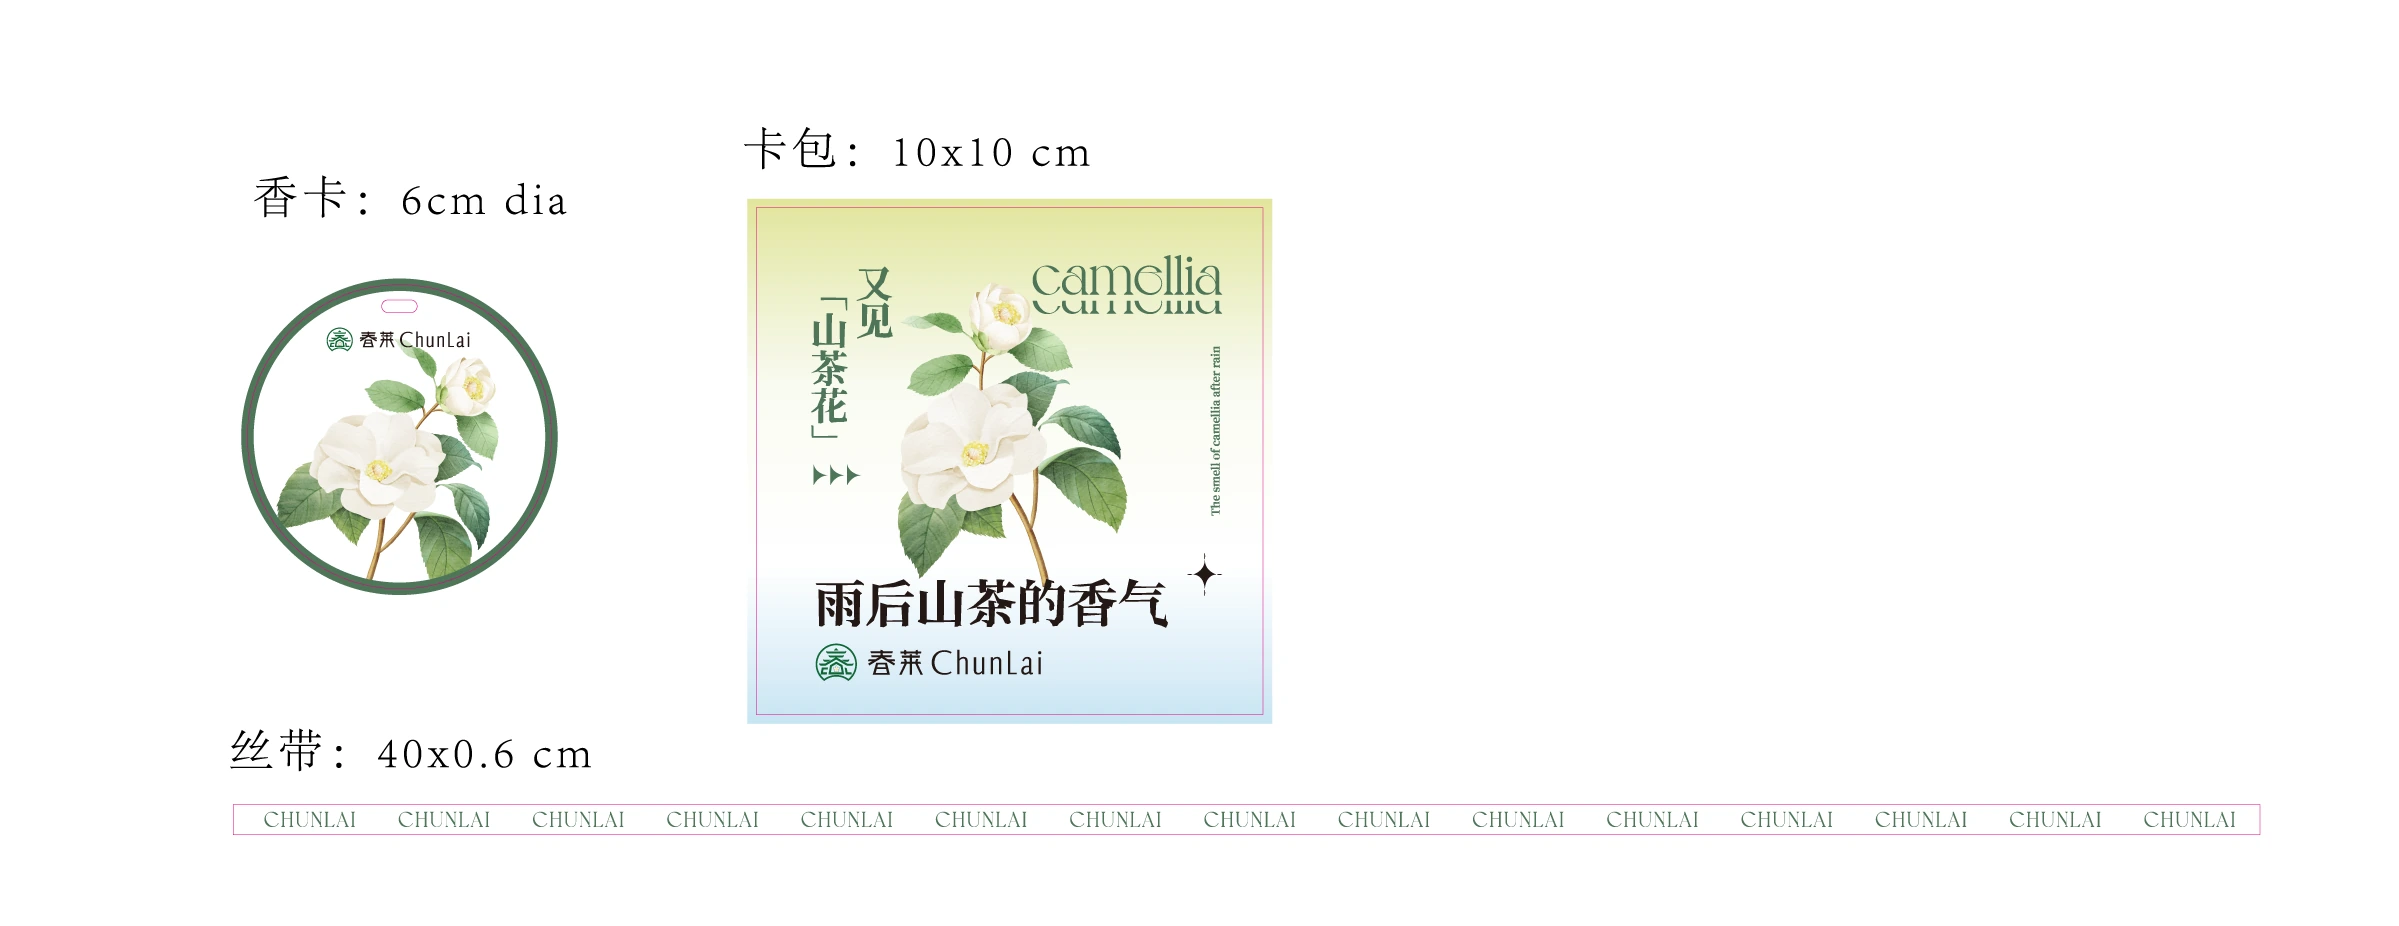 香卡：6cm dia
春莱 ChunLai
卡包：10x10 cm
又见
「山茶花」
camellia
The smell of camellia after rain
雨后山茶的香气
春莱 ChunLai
丝带：40x0.6 cm
CHUNLAI CHUNLAI CHUNLAI CHUNLAI CHUNLAI CHUNLAI CHUNLAI CHUNLAI CHUNLAI CHUNLAI CHUNLAI CHUNLAI CHUNLAI CHUNLAI CHUNLAI